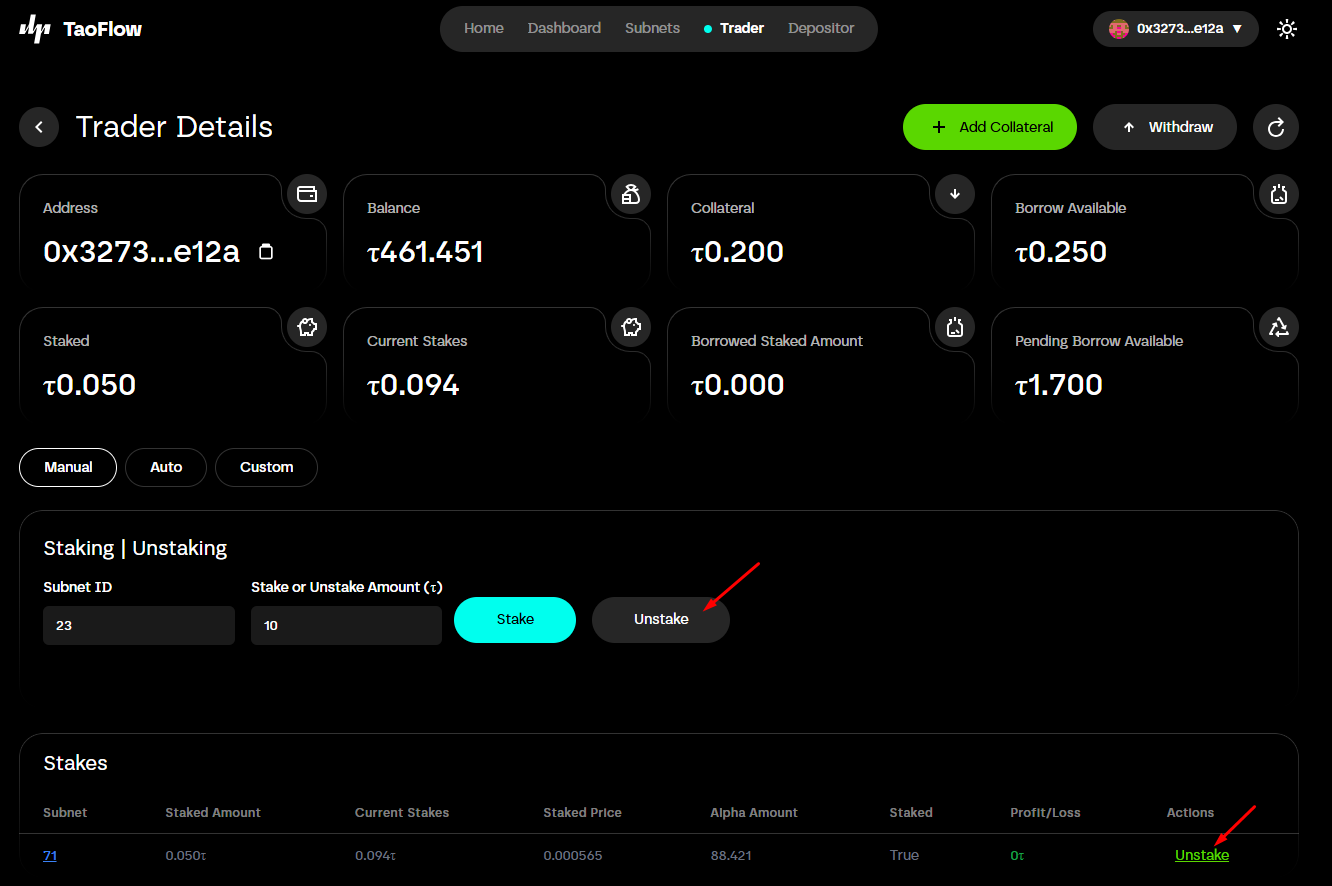 TaoFlow
Home Dashboard Subnets Trader Depositor
0x3273...e12a
Trader Details
+ Add Collateral
Withdraw
Address
0x3273...e12a
Balance
τ461.451
Collateral
τ0.200
Borrow Available
τ0.250
Staked
τ0.050
Current Stakes
τ0.094
Borrowed Staked Amount
τ0.000
Pending Borrow Available
τ1.700
Manual Auto Custom
Staking | Unstaking
Subnet ID
23
Stake or Unstake Amount (τ)
10
Stake
Unstake
Stakes
Subnet Staked Amount Current Stakes Staked Price Alpha Amount Staked Profit/Loss Actions
71 0.050τ 0.094τ 0.000565 88.421 True 0τ Unstake